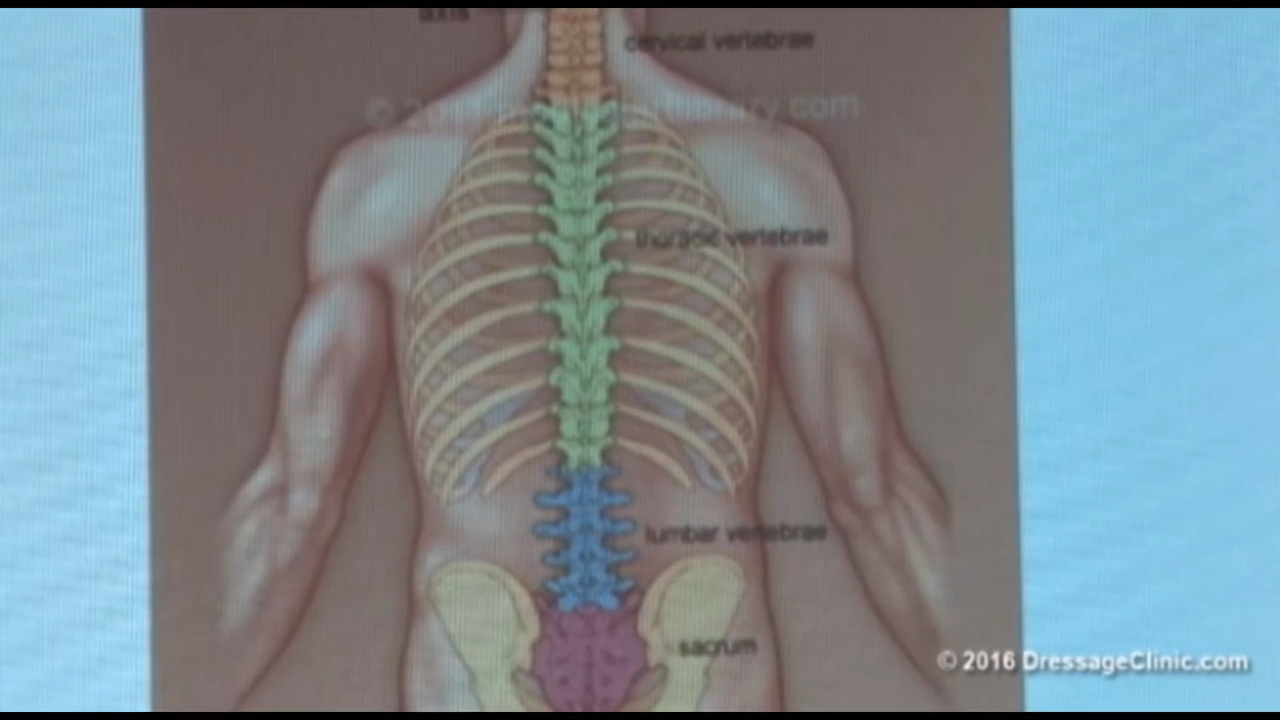 axis
cervical vertebrae
©
thoracic vertebrae
lumbar vertebrae
sacrum
© 2016 DressageClinic.com